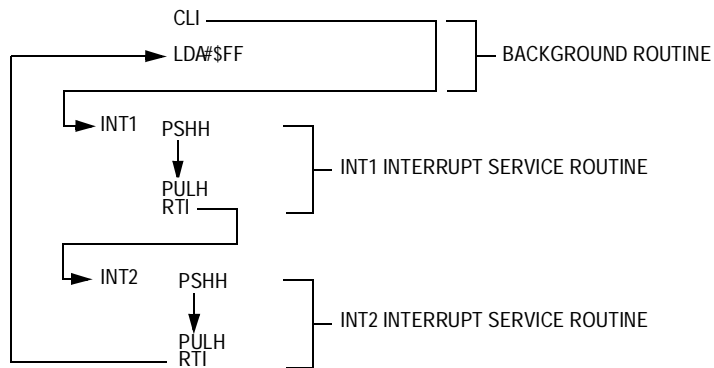 CLI
LDA#$FF
BACKGROUND ROUTINE
INT1
PSHH
INT1 INTERRUPT SERVICE ROUTINE
PULH
RTI
INT2
PSHH
INT2 INTERRUPT SERVICE ROUTINE
PULH
RTI